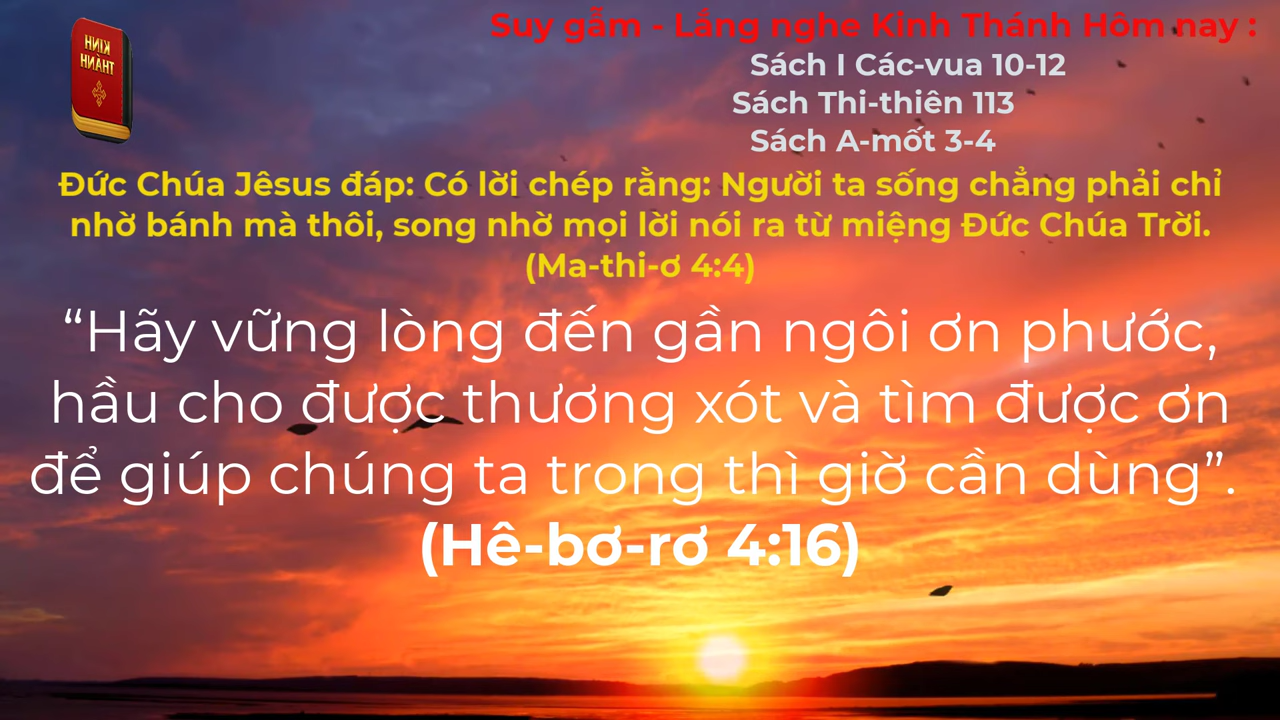 KINH
THÁNH
Suy gẫm - Lắng nghe Kinh Thánh Hôm nay :
Sách I Các-vua 10-12
Sách Thi-thiên 113
Sách A-mốt 3-4
Đức Chúa Jêsus đáp: Có lời chép rằng: Người ta sống chẳng phải chỉ
nhờ bánh mà thôi, song nhờ mọi lời nói ra từ miệng Đức Chúa Trời.
(Ma-thi-ơ 4:4)
“Hãy vững lòng đến gần ngôi ơn phước,
hầu cho được thương xót và tìm được ơn
để giúp chúng ta trong thì giờ cần dùng”.
(Hê-bơ-rơ 4:16)